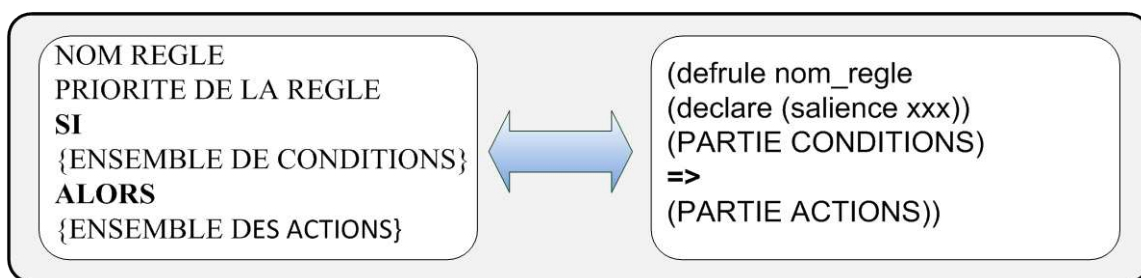 NOM REGLE
PRIORITE DE LA REGLE
SI
{ENSEMBLE DE CONDITIONS}
ALORS
{ENSEMBLE DES ACTIONS}
(defrule nom_regle
(declare (salience xxx))
(PARTIE CONDITIONS)
=>
(PARTIE ACTIONS))